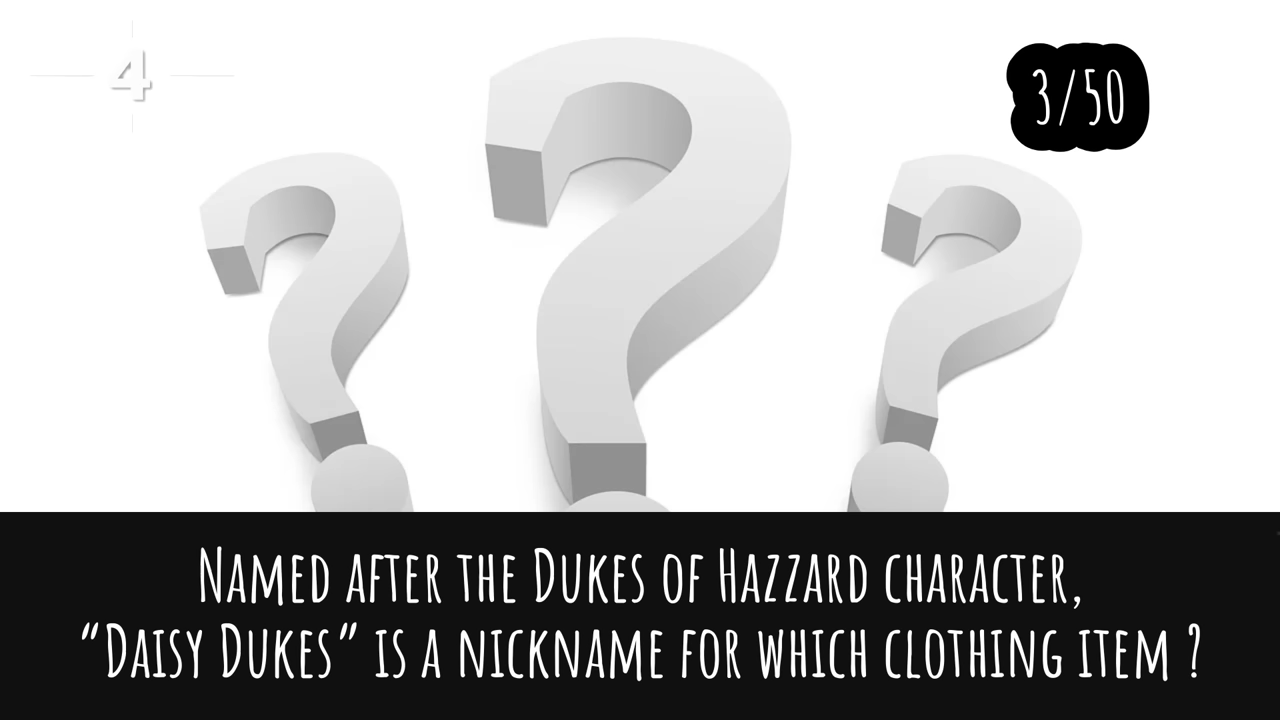 4
3/50
Named after the Dukes of Hazzard character,
“Daisy Dukes” is a nickname for which clothing item ?